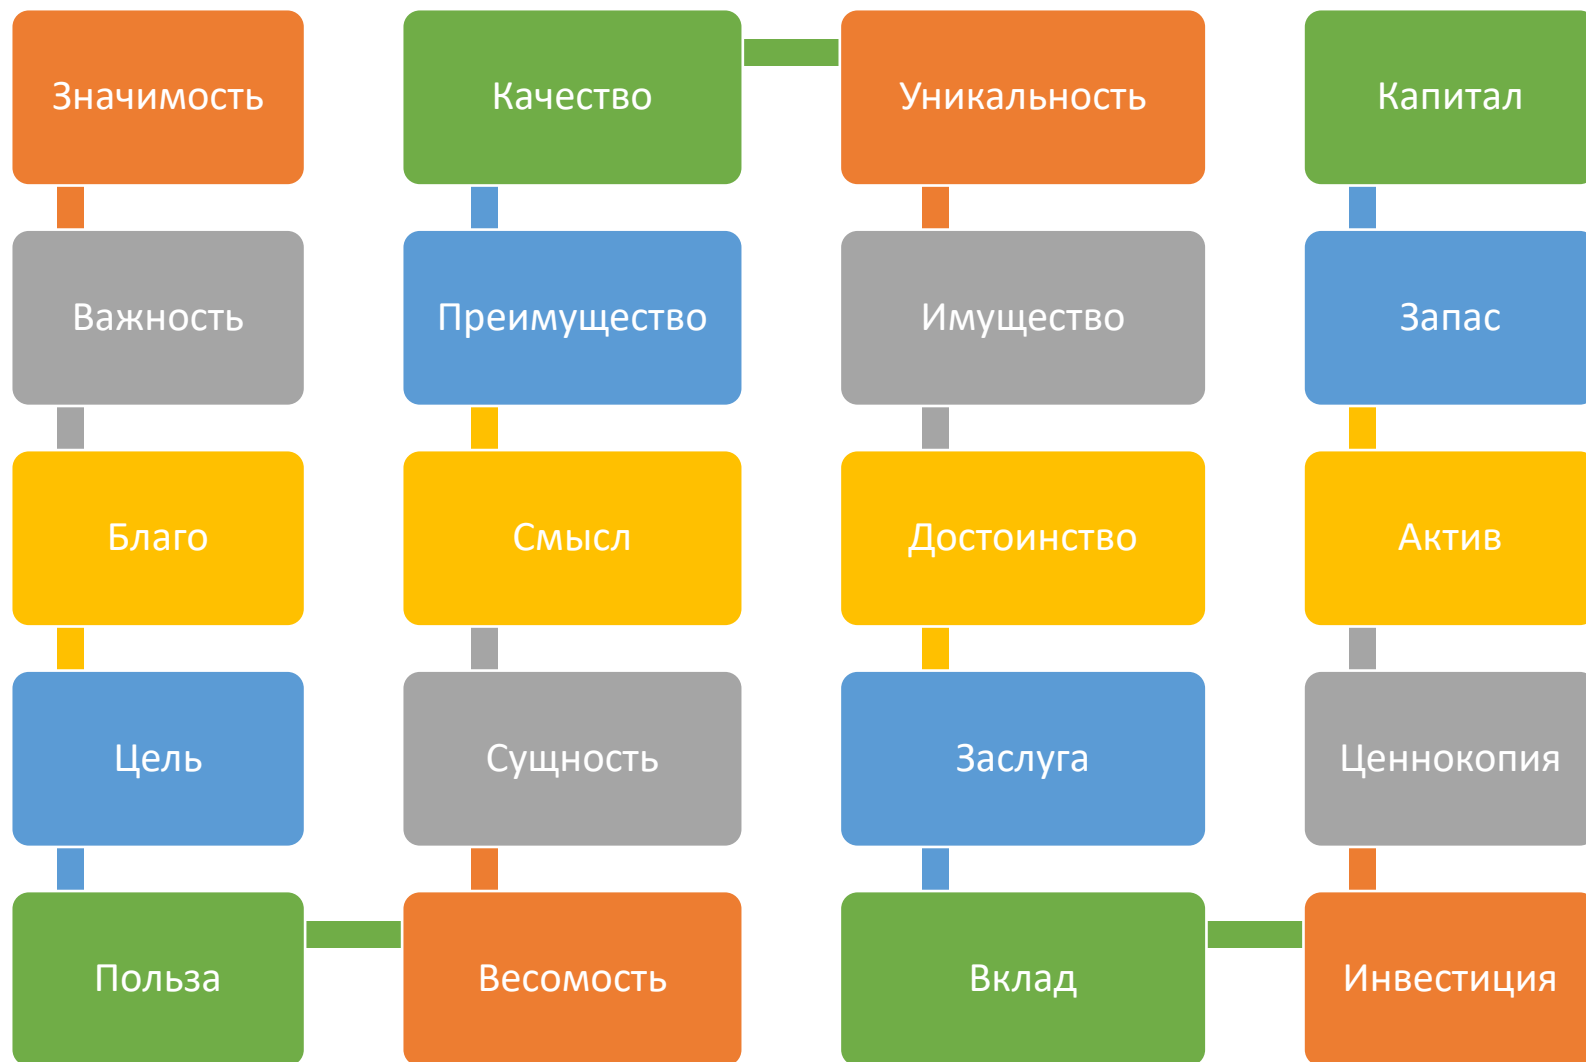 Значимость
Важность
Благо
Цель
Польза
Весомость
Сущность
Смысл
Преимущество
Качество
Уникальность
Имущество
Достоинство
Заслуга
Вклад
Инвестиция
Ценнокопия
Актив
Запас
Капитал